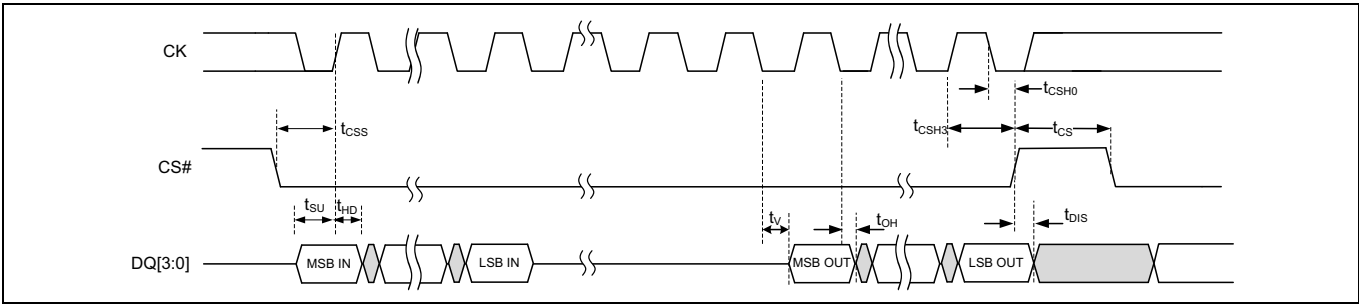 CK
tCSH0
tCSS
tCSH3
tCS
CS#
tSU
tHD
tV
tOH
tDIS
DQ[3:0]
MSB IN
LSB IN
MSB OUT
LSB OUT